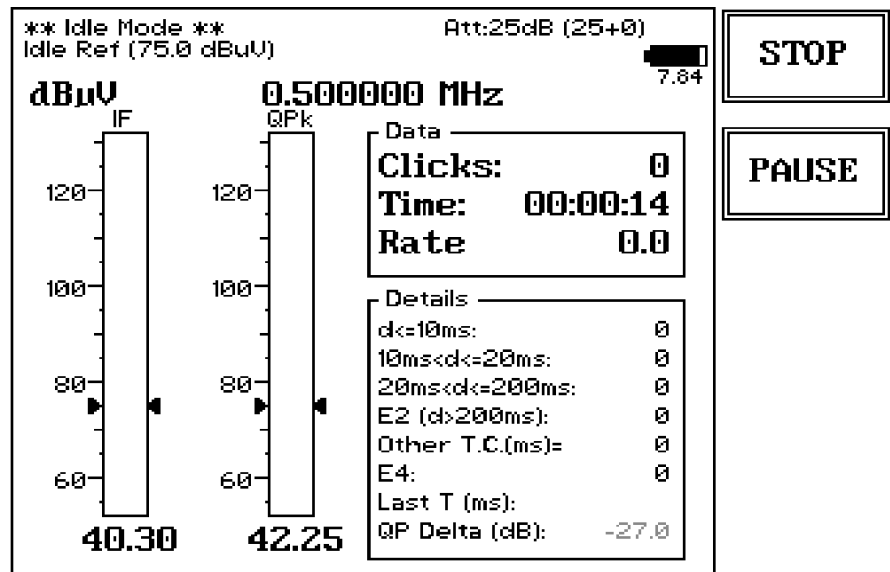 ** Idle Mode **
Att:25dB (25+0)
Idle Ref (75.0 dBuV)
7.84
dBµV
0.500000 MHz
IF
QPk
120
100
80
60
40.30
120
100
80
60
42.25
Data
Clicks: 0
Time: 00:00:14
Rate 0.0
Details
d<=10ms: 0
10ms<d<=20ms: 0
20ms<d<=200ms: 0
E2 (d>200ms): 0
Other T.C.(ms)= 0
E4: 0
Last T (ms):
QP Delta (dB): -27.0
STOP
PAUSE